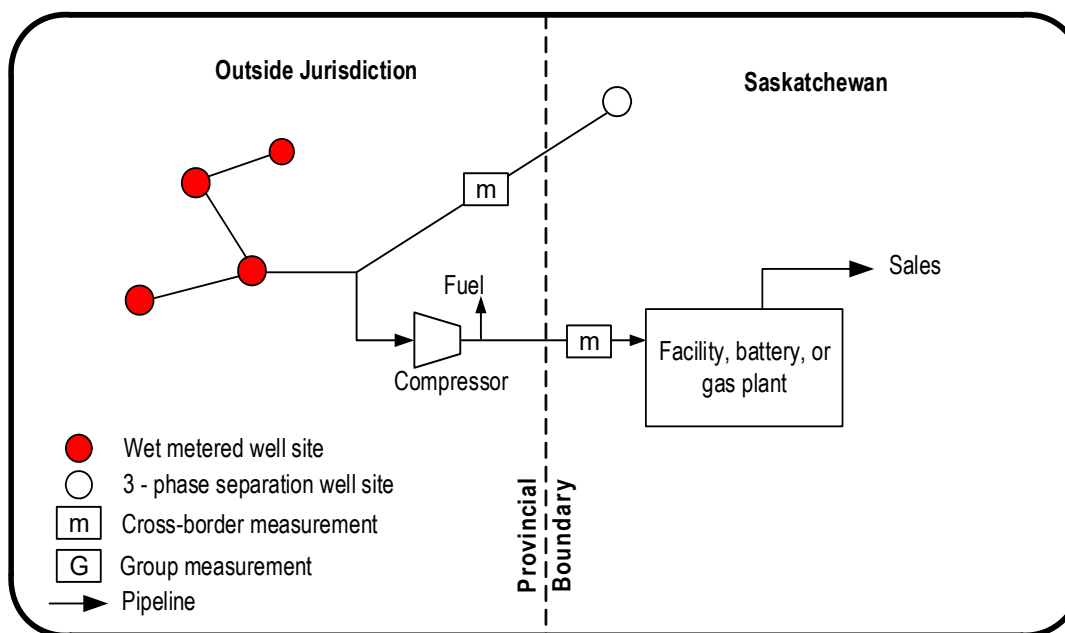 Outside Jurisdiction
Saskatchewan
m
Sales
Fuel
m
Compressor
Facility, battery, or
gas plant
Wet metered well site
3 - phase separation well site
m Cross-border measurement
G Group measurement
Pipeline
Provincial
Boundary